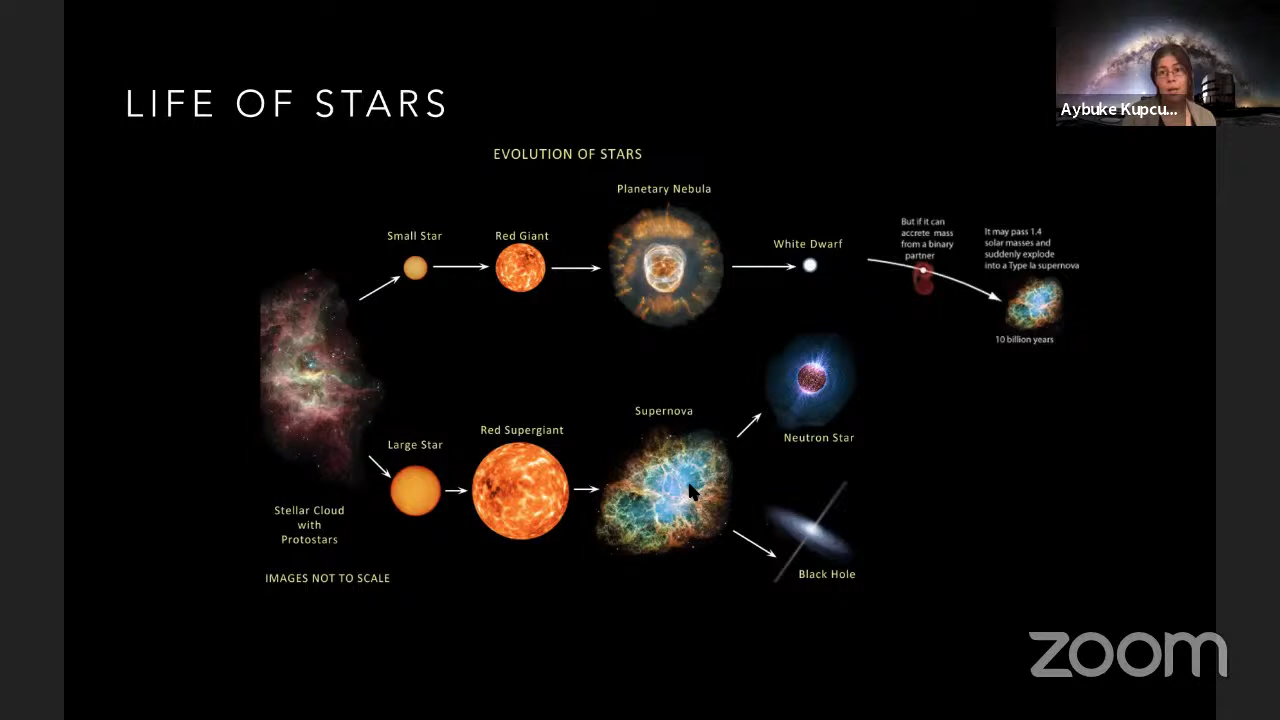 LIFE OF STARS
Aybuke Kupcu...
EVOLUTION OF STARS
Planetary Nebula
Small Star
Red Giant
White Dwarf
But if it can
accrete mass
from a binary
partner
It may pass 1.4
solar masses and
suddenly explode
into a Type Ia supernova
10 billion years
Supernova
Neutron Star
Red Supergiant
Large Star
Stellar Cloud
with
Protostars
Black Hole
IMAGES NOT TO SCALE
zoom